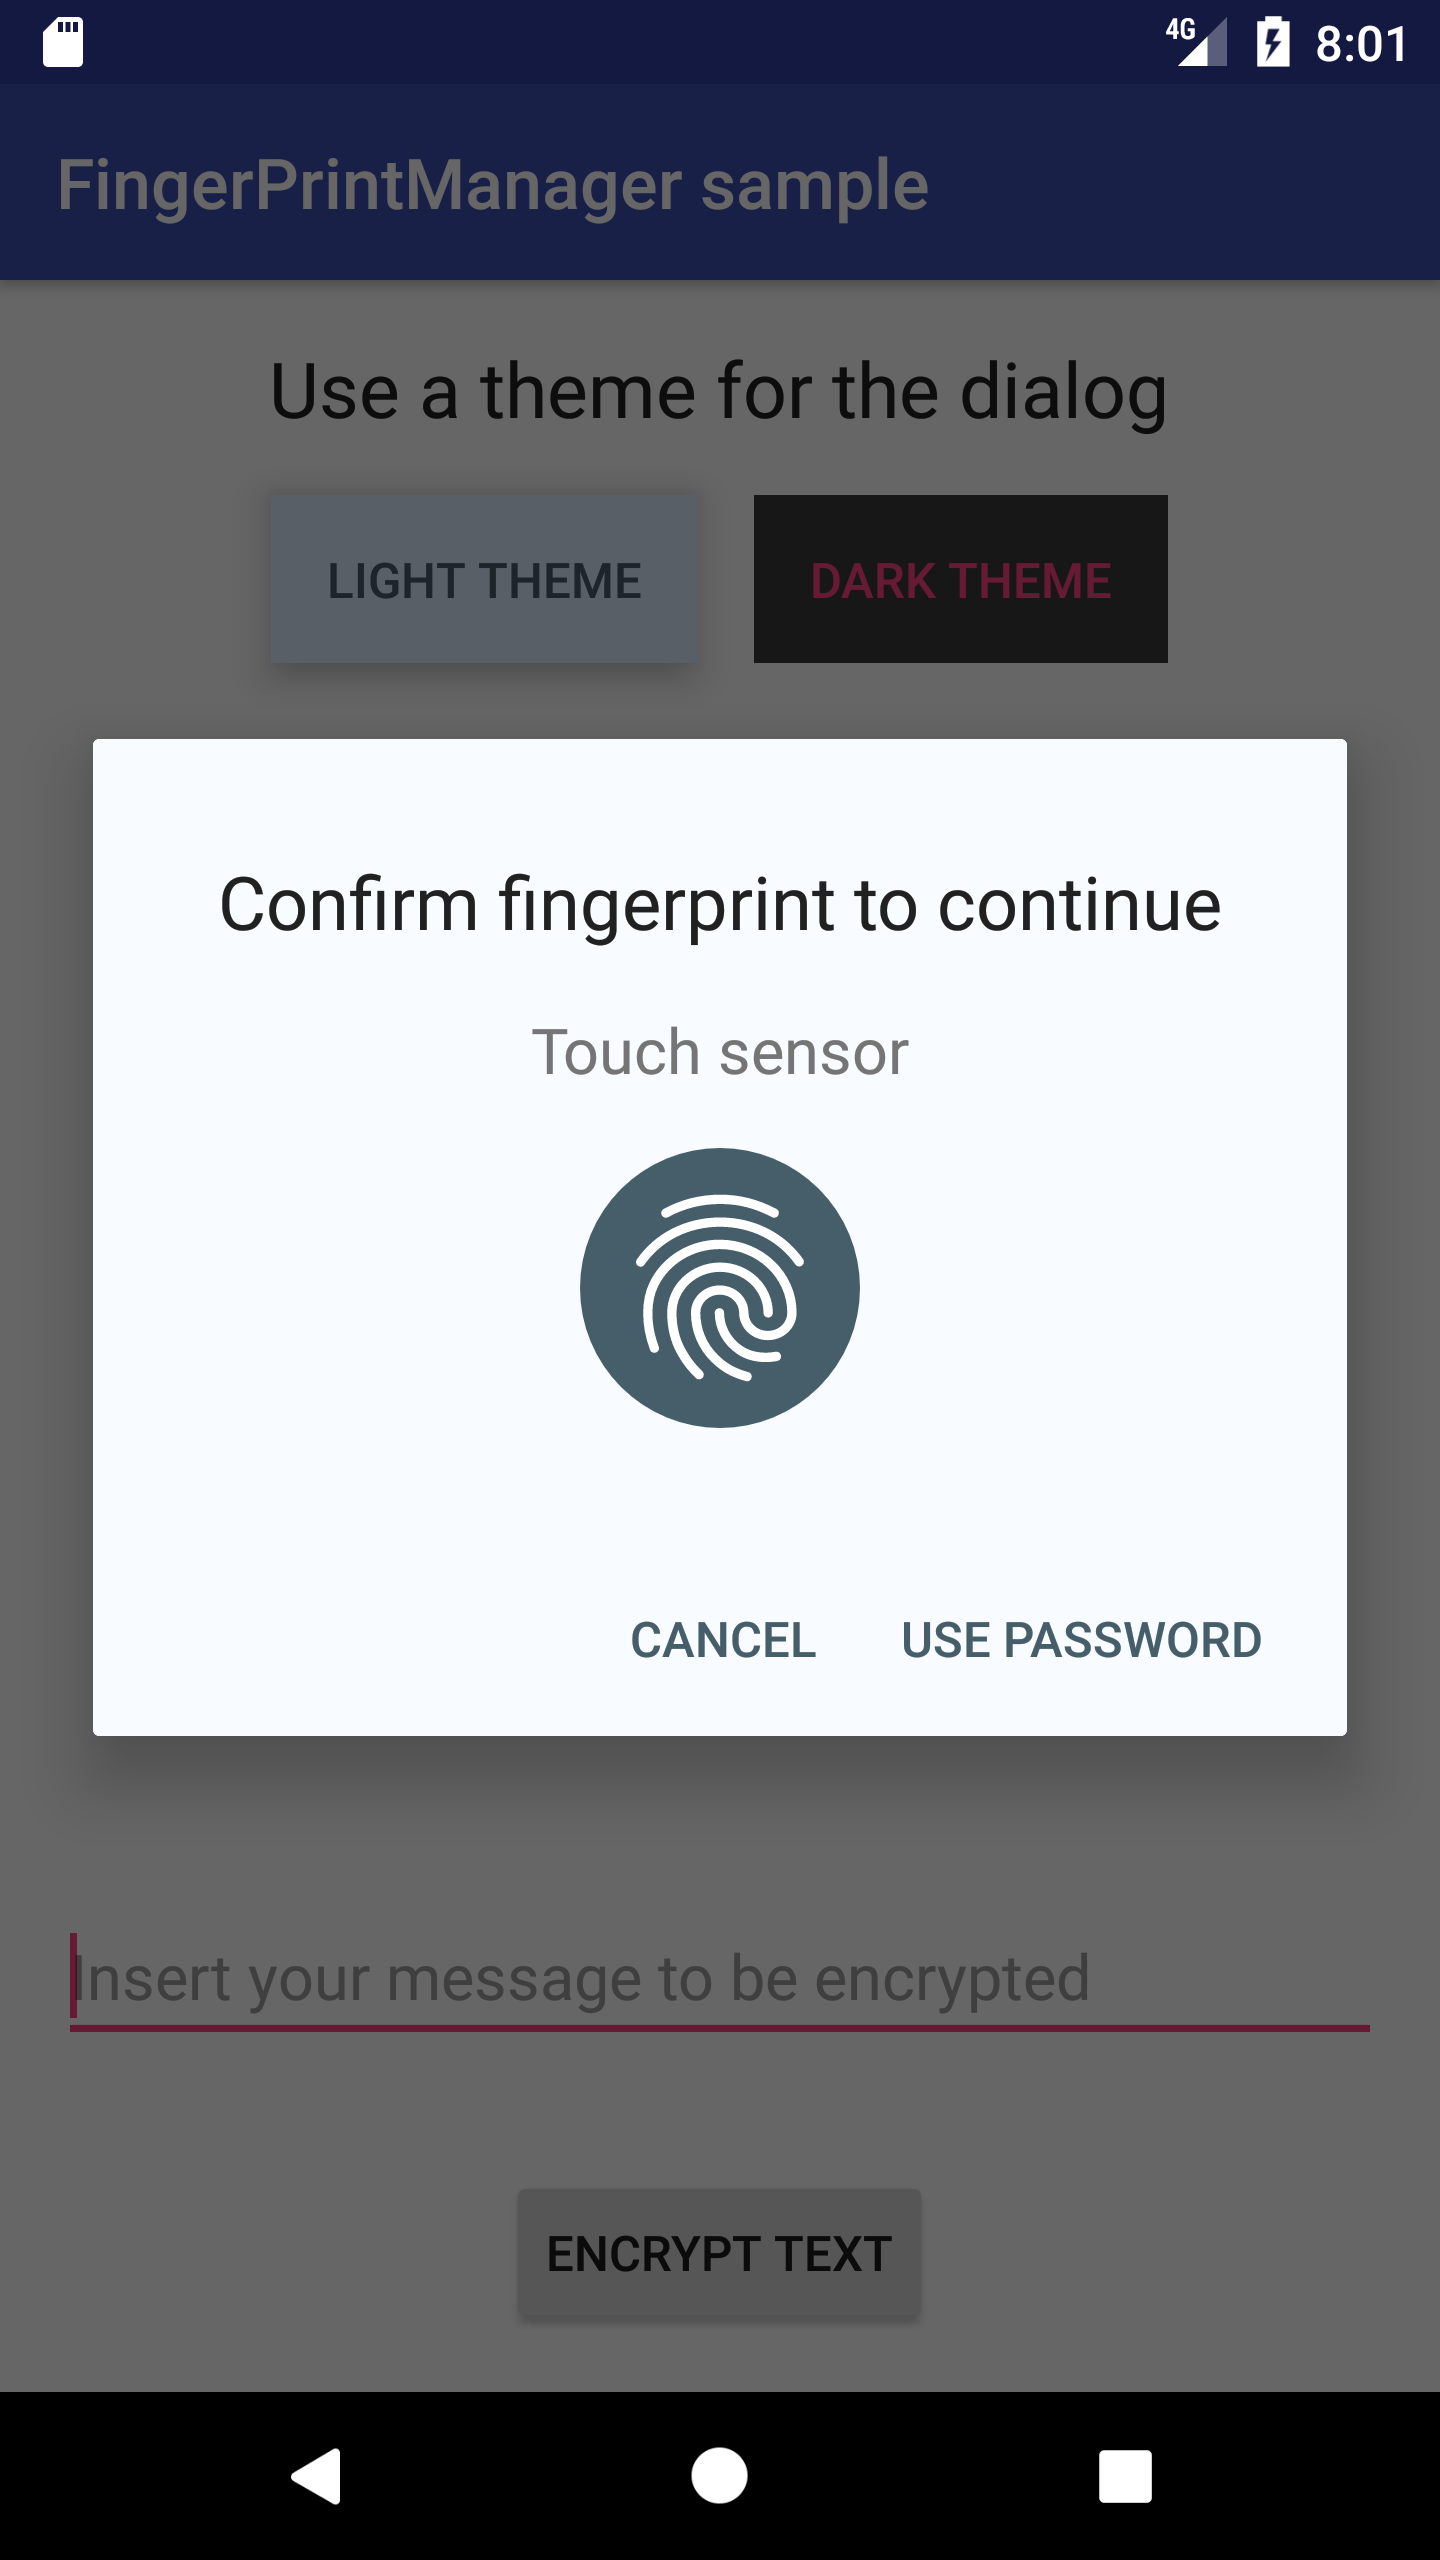 4G 8:01
FingerPrintManager sample
Use a theme for the dialog
LIGHT THEME DARK THEME
Confirm fingerprint to continue
Touch sensor
CANCEL USE PASSWORD
Insert your message to be encrypted
ENCRYPT TEXT